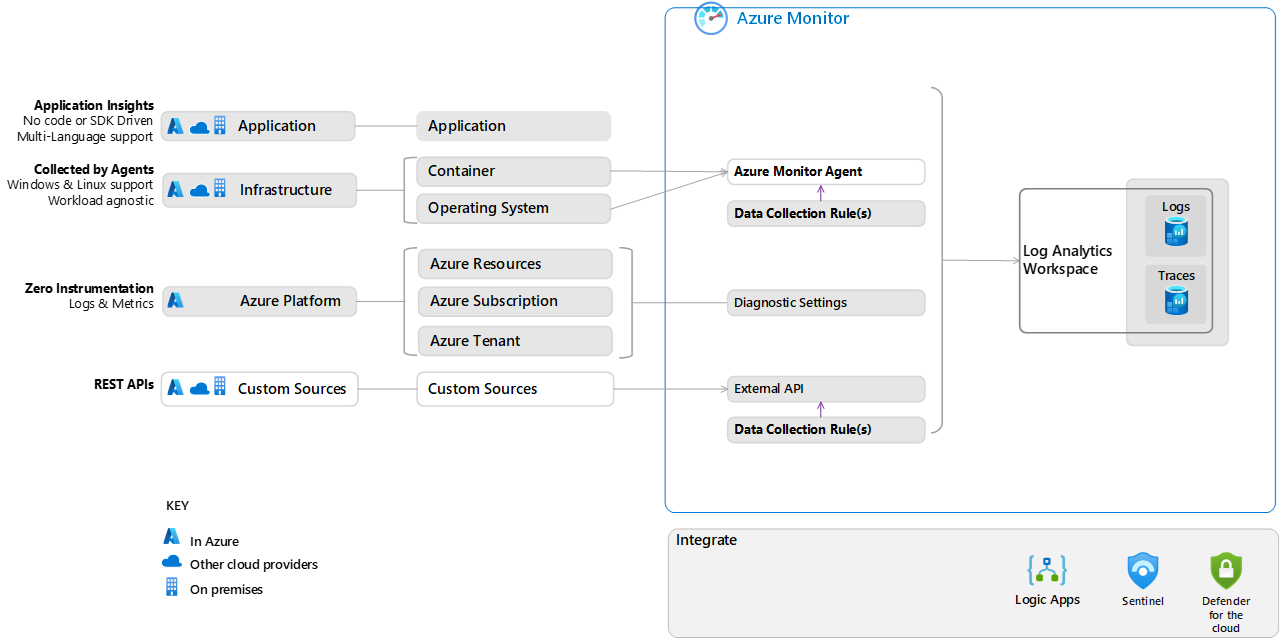 Azure Monitor
Application Insights
No code or SDK Driven
Multi-Language support
Application
Application
Collected by Agents
Windows & Linux support
Workload agnostic
Infrastructure
Container
Operating System
Azure Monitor Agent
Data Collection Rule(s)
Zero Instrumentation
Logs & Metrics
Azure Platform
Azure Resources
Azure Subscription
Azure Tenant
Diagnostic Settings
REST APIs
Custom Sources
Custom Sources
External API
Data Collection Rule(s)
Log Analytics
Workspace
Logs
Traces
KEY
In Azure
Other cloud providers
On premises
Integrate
Logic Apps
Sentinel
Defender
for the
cloud